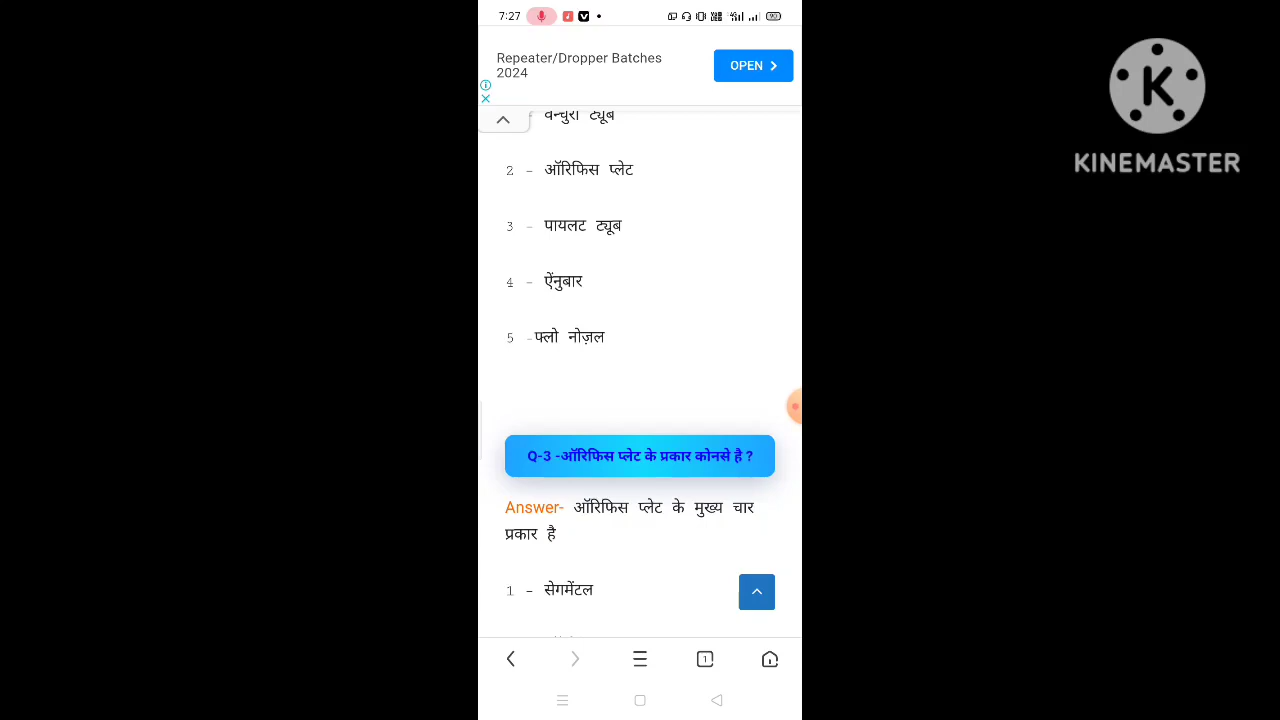 7:27
Repeater/Dropper Batches
2024
OPEN
वेन्चुरी ट्यूब
2 - ऑरिफिस प्लेट
3 - पायलट ट्यूब
4 - ऐंनुबार
5 -फ्लो नोज़ल
Q-3 -ऑरिफिस प्लेट के प्रकार कोनसे है ?
Answer- ऑरिफिस प्लेट के मुख्य चार
प्रकार है
1 - सेगमेंटल
1
K
KINEMASTER